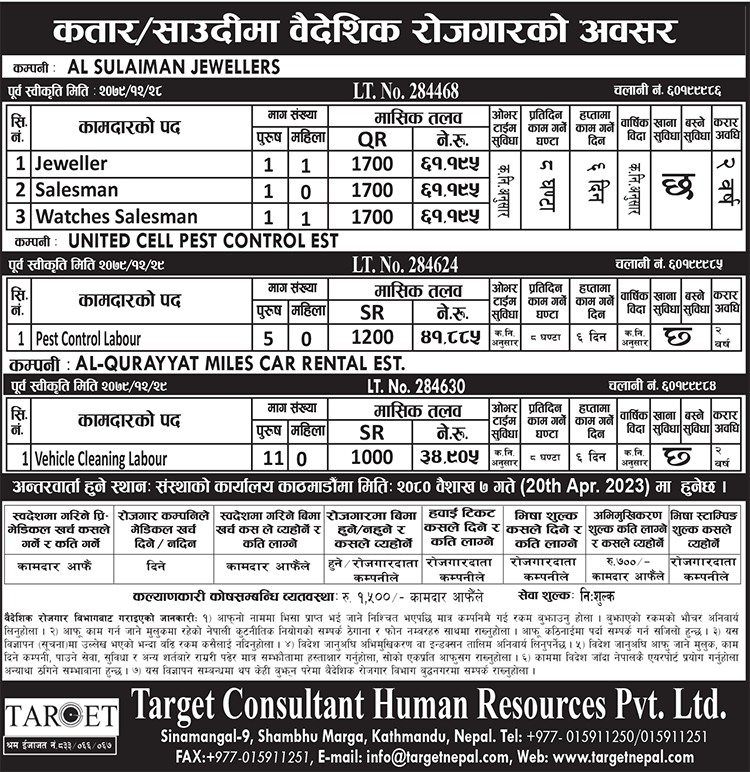 कतार/साउदीमा वैदेशिक रोजगारको अवसर
कम्पनी : AL SULAIMAN JEWELLERS
पूर्व स्वीकृति मिति : २०७९/१२/२८ LT. No. 284468 चलानी नं. ६०१९९९८६
सि.नं. कामदारको पद माग संख्या पुरुष महिला मासिक तलव QR ने.रू. ओभर टाईम सुविधा प्रतिदिन काम गर्ने घण्टा हप्तामा काम गर्ने दिन वार्षिक विदा खाना सुविधा बस्ने सुविधा करार अवधि
1 Jeweller 1 1 1700 ६१,१९५ क.नि.अनुसार ८ घण्टा ६ दिन क.नि.अनुसार छ २ वर्ष
2 Salesman 1 0 1700 ६१,१९५
3 Watches Salesman 1 1 1700 ६१,१९५
कम्पनी : UNITED CELL PEST CONTROL EST
पूर्व स्वीकृति मिति २०७९/१२/२९ LT. No. 284624 चलानी नं. ६०१९९९८५
सि.नं. कामदारको पद माग संख्या पुरुष महिला मासिक तलव SR ने.रू. ओभर टाईम सुविधा प्रतिदिन काम गर्ने घण्टा हप्तामा काम गर्ने दिन वार्षिक विदा खाना सुविधा बस्ने सुविधा करार अवधि
1 Pest Control Labour 5 0 1200 ४१,८८५ क.नि. अनुसार ८ घण्टा ६ दिन क.नि. अनुसार छ २ वर्ष
कम्पनी : AL-QURAYYAT MILES CAR RENTAL EST.
पूर्व स्वीकृति मिति २०७९/१२/२९ LT. No. 284630 चलानी नं. ६०१९९९८४
सि.नं. कामदारको पद माग संख्या पुरुष महिला मासिक तलव SR ने.रू. ओभर टाईम सुविधा प्रतिदिन काम गर्ने घण्टा हप्तामा काम गर्ने दिन वार्षिक विदा खाना सुविधा बस्ने सुविधा करार अवधि
1 Vehicle Cleaning Labour 11 0 1000 ३४,९०५ क.नि. अनुसार ८ घण्टा ६ दिन क.नि. अनुसार छ २ वर्ष
अन्तरवार्ता हुने स्थानः संस्थाको कार्यालय काठमाडौंमा मितिः २०८० वैशाख ७ गते (20th Apr. 2023) मा हुनेछ ।
स्वदेशमा गरिने प्रि-मेडिकल खर्च कसले गर्ने र कति गर्ने रोजगार कम्पनिले मेडिकल खर्च दिने / नदिने स्वदेशमा गरिने बिमा खर्च कस ले व्यहोर्ने र कति लाग्ने रोजगारमा बिमा हुने/नहुने र कसले व्यहोर्ने हवाई टिकट कसले दिने र कति लाग्ने भिषा शुल्क कसले दिने र कति लाग्ने अभिमुखिकरण शुल्क कति लाग्ने र कसले व्यहोर्ने भिषा स्टाम्पिङ शुल्क कसले व्यहोर्ने
कामदार आफैं दिने कामदार आफैले हुने/रोजगारदाता कम्पनीले रोजगारदाता कम्पनीले रोजगारदाता कम्पनीले रु.७००/- कामदार आफैले रोजगारदाता कम्पनीले
कल्याणकारी कोषसम्बन्धि व्यवस्थाः रु. १,५००/- कामदार आफैंले सेवा शुल्कः निःशुल्क
वैदेशिक रोजगार विभागबाट गराइएको जानकारी: १) आफ्नो नाममा भिसा प्राप्त भई जाने निश्चित भएपछि मात्र कम्पनिमै गई रकम बुझाउनु होला । बुझाएको रकमको भौचर अनिवार्य
लिनुहोला । २) आफू काम गर्न जाने मुलुकमा रहेको नेपाली कुटनीतिक नियोगको सम्पर्क ठेगाना र फोन नम्बरहरु साथमा राख्नुहोला । आफू कठिनाईमा पर्दा सम्पर्क गर्न सजिलो हुन्छ । ३) यस
विज्ञापन (सूचना)मा उल्लेख भएको भन्दा बढि रकम कसैलाई नदिनुहोला । ४) विदेश जानुअघि अभिमुखिकरण वा इन्डक्सन तालिम अनिवार्य लिनुपर्नेछ । ५) विदेश जानुअघि आफू जाने मुलुक, काम
दिने कम्पनी, पाउने सेवा, सुविधा र अन्य शर्तबारे राम्ररी पढेर मात्र सम्झौतामा हस्ताक्षर गर्नुहोला, सोको एकप्रति आफुसग राख्नुहोला । ६) काममा विदेश जाँदा नेपालकै एयरपोर्ट प्रयोग गर्नुहोला
अन्यथा ठगिने सम्भावना हुन्छ । ७) यस विज्ञापन सम्बन्धमा थप केही बुझ्न परेमा वैदेशिक रोजगार विभाग बुद्धनगरमा सम्पर्क राख्नुहोला ।
TARGET
श्रम ईजाजत नं.८३३/०६६/०६७
Target Consultant Human Resources Pvt. Ltd.
Sinamangal-9, Shambhu Marga, Kathmandu, Nepal. Tel: +977- 015911250/015911251
FAX:+977-015911251, E-mail: info@targetnepal.com, Web: www.targetnepal.com